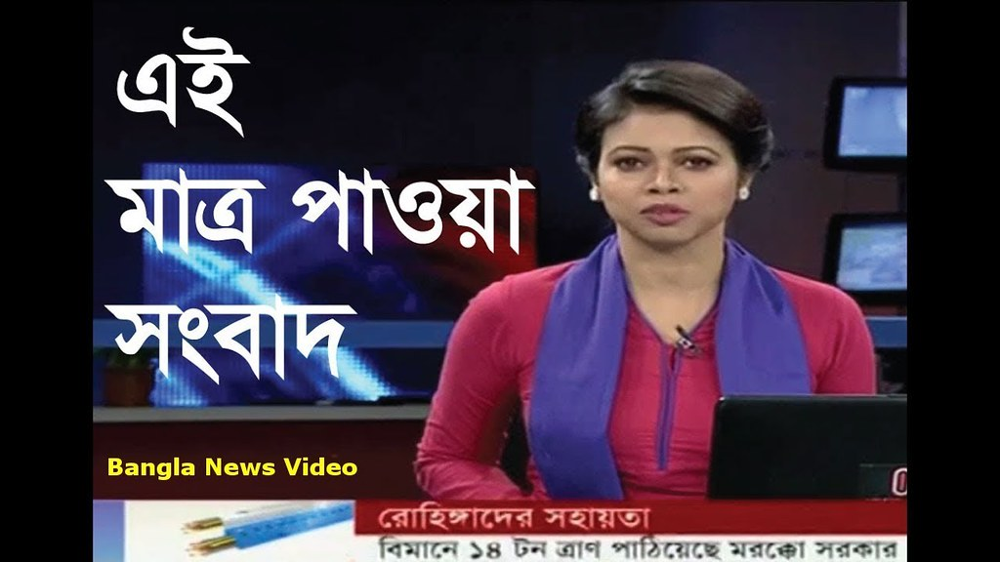 এই
মাত্র পাওয়া
সংবাদ
Bangla News Video
রোহিঙ্গাদের সহায়তা
বিমানে ১৪ টন ত্রাণ পাঠিয়েছে মরক্কো সরকার